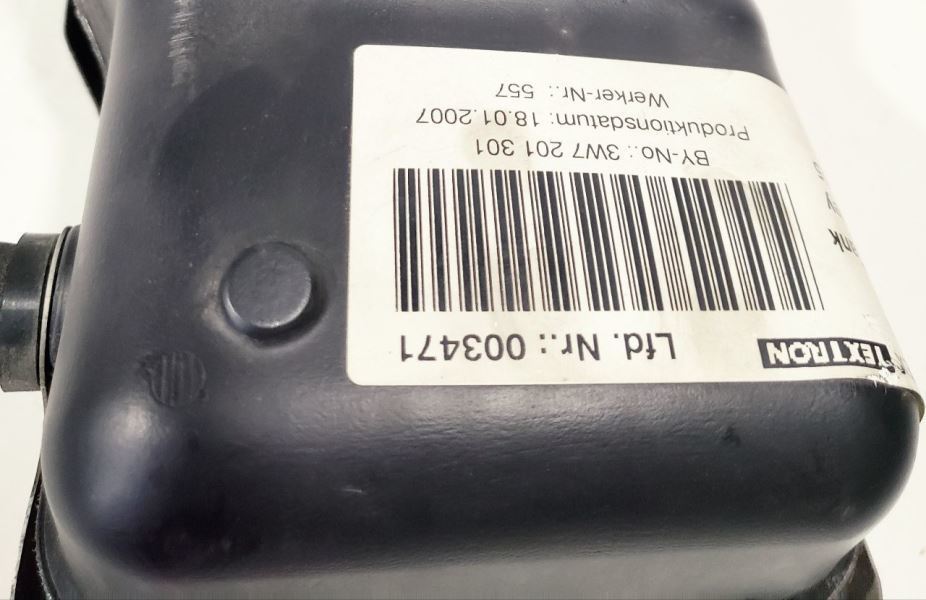 TEXTRON
Lfd. Nr.: 003471
BY-No.: 3W7 201 301
Produktionsdatum: 18.01.2007
Werker-Nr.: 557